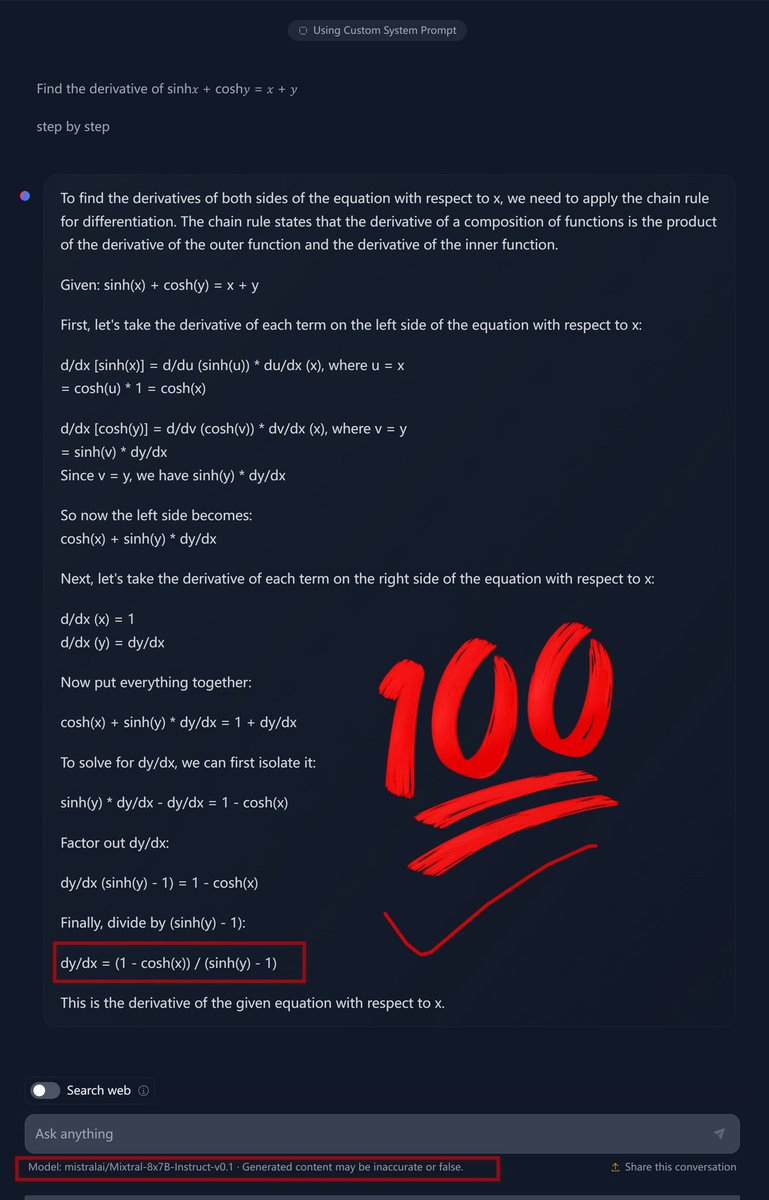 Using Custom System Prompt
Find the derivative of sinhx + coshy = x + y
step by step
To find the derivatives of both sides of the equation with respect to x, we need to apply the chain rule
for differentiation. The chain rule states that the derivative of a composition of functions is the product
of the derivative of the outer function and the derivative of the inner function.
Given: sinh(x) + cosh(y) = x + y
First, let's take the derivative of each term on the left side of the equation with respect to x:
d/dx [sinh(x)] = d/du (sinh(u)) * du/dx (x), where u = x
= cosh(u) * 1 = cosh(x)
d/dx [cosh(y)] = d/dv (cosh(v)) * dv/dx (x), where v = y
= sinh(v) * dy/dx
Since v = y, we have sinh(y) * dy/dx
So now the left side becomes:
cosh(x) + sinh(y) * dy/dx
Next, let's take the derivative of each term on the right side of the equation with respect to x:
d/dx (x) = 1
d/dx (y) = dy/dx
Now put everything together:
cosh(x) + sinh(y) * dy/dx = 1 + dy/dx
To solve for dy/dx, we can first isolate it:
sinh(y) * dy/dx - dy/dx = 1 - cosh(x)
Factor out dy/dx:
dy/dx (sinh(y) - 1) = 1 - cosh(x)
Finally, divide by (sinh(y) - 1):
dy/dx = (1 - cosh(x)) / (sinh(y) - 1)
This is the derivative of the given equation with respect to x.
100
Search web
Ask anything
Model: mistralai/Mixtral-8x7B-Instruct-v0.1 · Generated content may be inaccurate or false.
Share this conversation